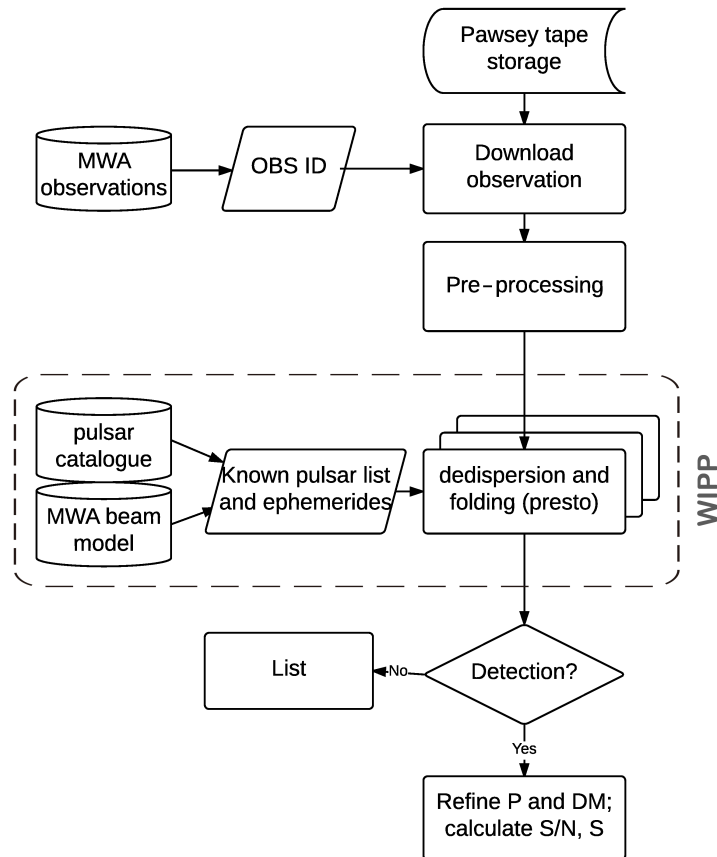 Pawsey tape
storage
MWA
observations
OBS ID
Download
observation
Pre-processing
pulsar
catalogue
MWA beam
model
Known pulsar list
and ephemerides
dedispersion and
folding (presto)
WIPP
List
No
Detection?
Yes
Refine P and DM;
calculate S/N, S